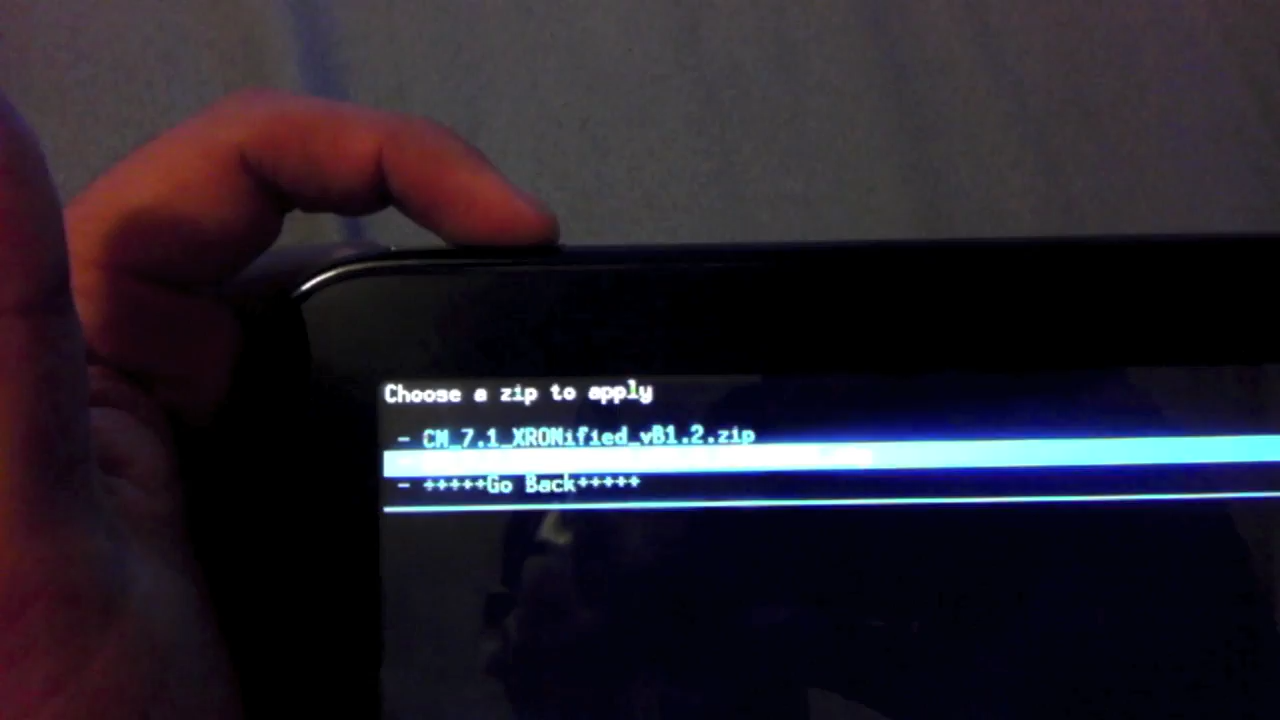 Choose a zip to apply
- CM_7.1_XRONified_vB1.2.zip
- +++++Go Back+++++